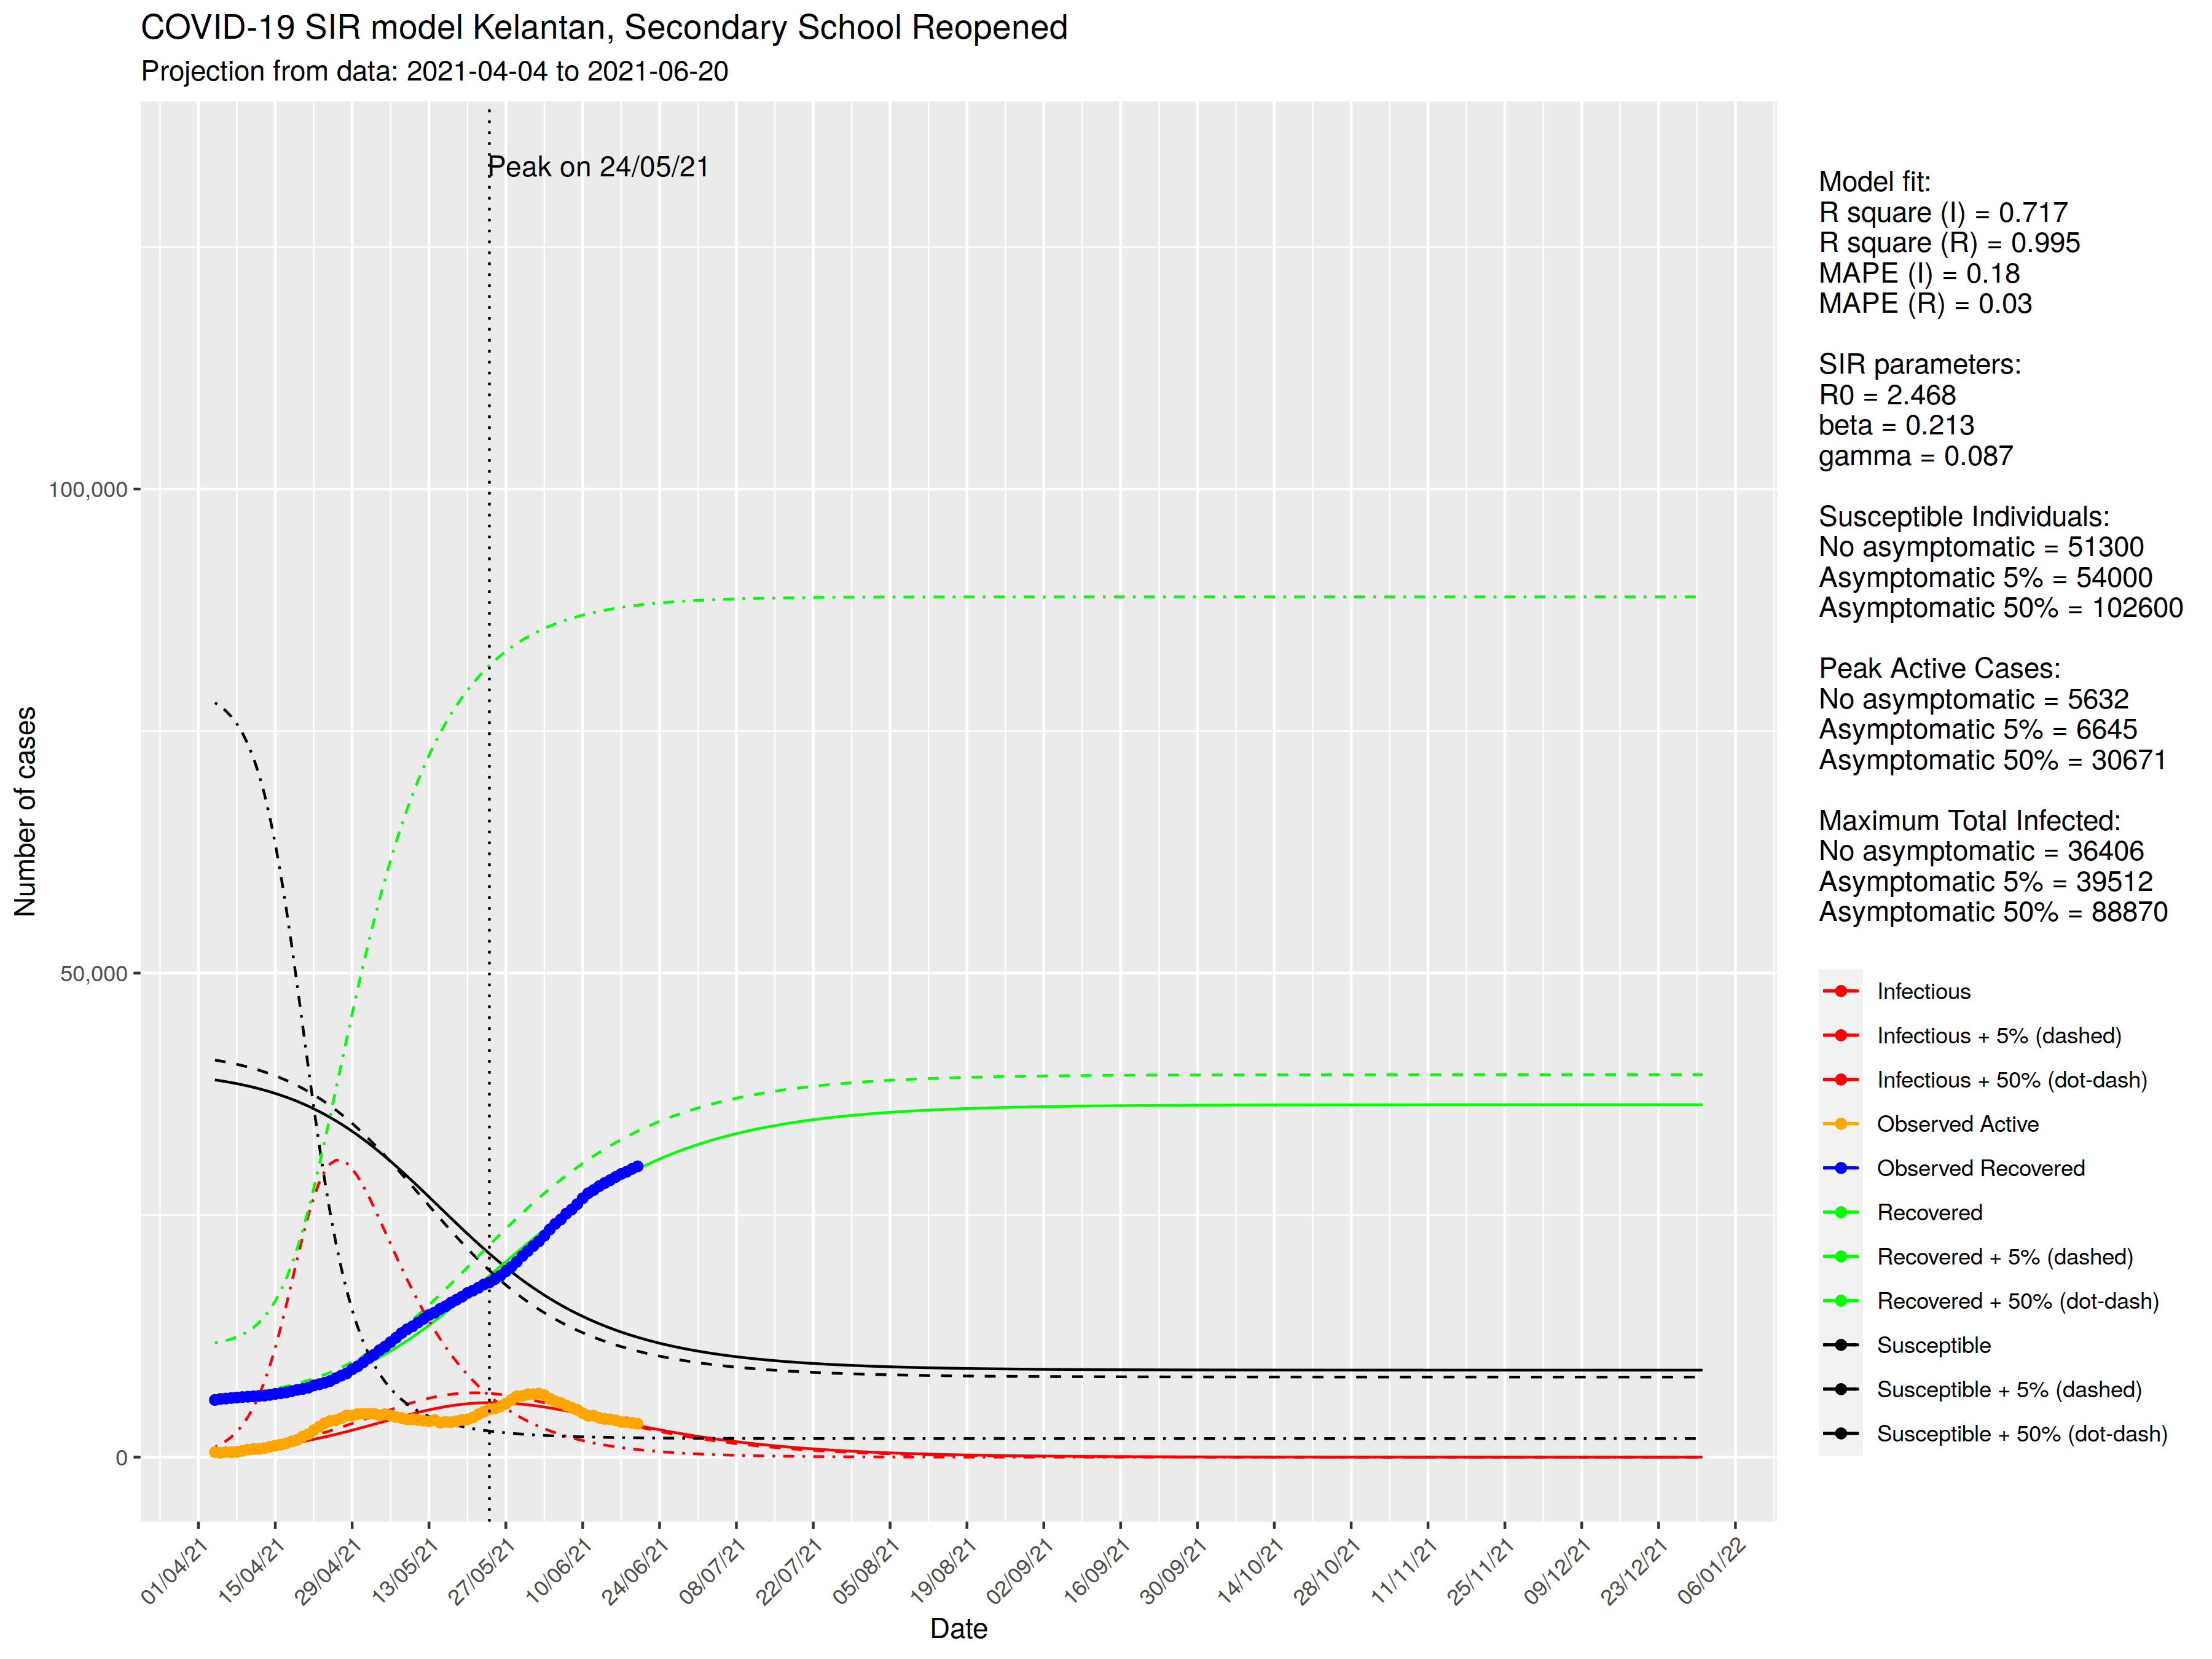 COVID-19 SIR model Kelantan, Secondary School Reopened
Projection from data: 2021-04-04 to 2021-06-20
Peak on 24/05/21
Number of cases
100,000
50,000
0
01/04/21
15/04/21
29/04/21
13/05/21
27/05/21
10/06/21
24/06/21
08/07/21
22/07/21
05/08/21
19/08/21
02/09/21
16/09/21
30/09/21
14/10/21
28/10/21
11/11/21
25/11/21
09/12/21
23/12/21
06/01/22
Date
Model fit:
R square (I) = 0.717
R square (R) = 0.995
MAPE (I) = 0.18
MAPE (R) = 0.03
SIR parameters:
R0 = 2.468
beta = 0.213
gamma = 0.087
Susceptible Individuals:
No asymptomatic = 51300
Asymptomatic 5% = 54000
Asymptomatic 50% = 102600
Peak Active Cases:
No asymptomatic = 5632
Asymptomatic 5% = 6645
Asymptomatic 50% = 30671
Maximum Total Infected:
No asymptomatic = 36406
Asymptomatic 5% = 39512
Asymptomatic 50% = 88870
Infectious
Infectious + 5% (dashed)
Infectious + 50% (dot-dash)
Observed Active
Observed Recovered
Recovered
Recovered + 5% (dashed)
Recovered + 50% (dot-dash)
Susceptible
Susceptible + 5% (dashed)
Susceptible + 50% (dot-dash)